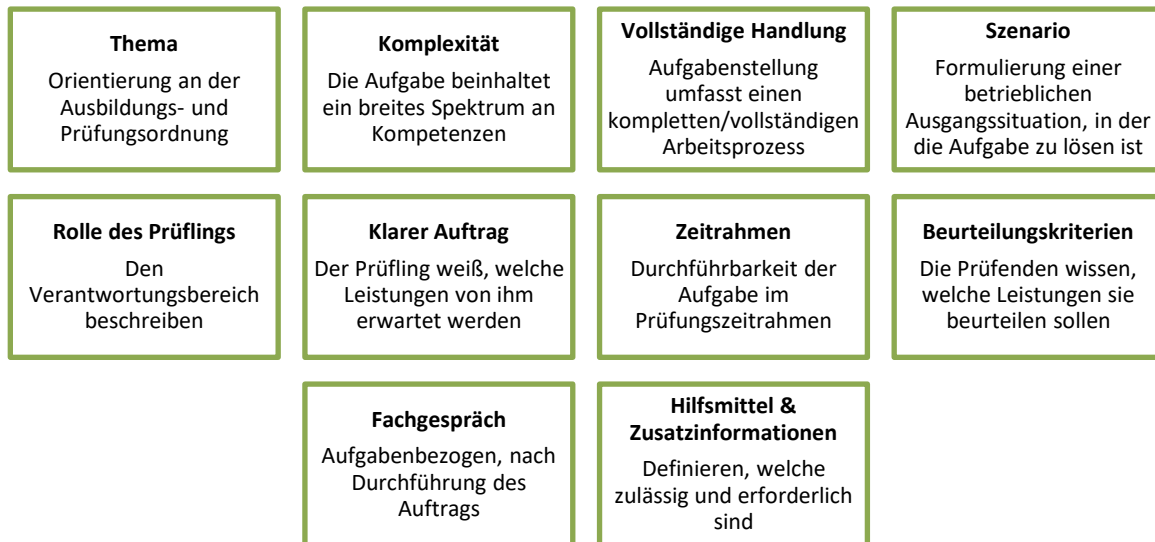 Thema
Orientierung an der
Ausbildungs- und
Prüfungsordnung
Komplexität
Die Aufgabe beinhaltet
ein breites Spektrum an
Kompetenzen
Vollständige Handlung
Aufgabenstellung
umfasst einen
kompletten/vollständigen
Arbeitsprozess
Szenario
Formulierung einer
betrieblichen
Ausgangssituation, in der
die Aufgabe zu lösen ist
Rolle des Prüflings
Den
Verantwortungsbereich
beschreiben
Klarer Auftrag
Der Prüfling weiß, welche
Leistungen von ihm
erwartet werden
Zeitrahmen
Durchführbarkeit der
Aufgabe im
Prüfungszeitrahmen
Beurteilungskriterien
Die Prüfenden wissen,
welche Leistungen sie
beurteilen sollen
Fachgespräch
Aufgabenbezogen, nach
Durchführung des
Auftrags
Hilfsmittel &
Zusatzinformationen
Definieren, welche
zulässig und erforderlich
sind